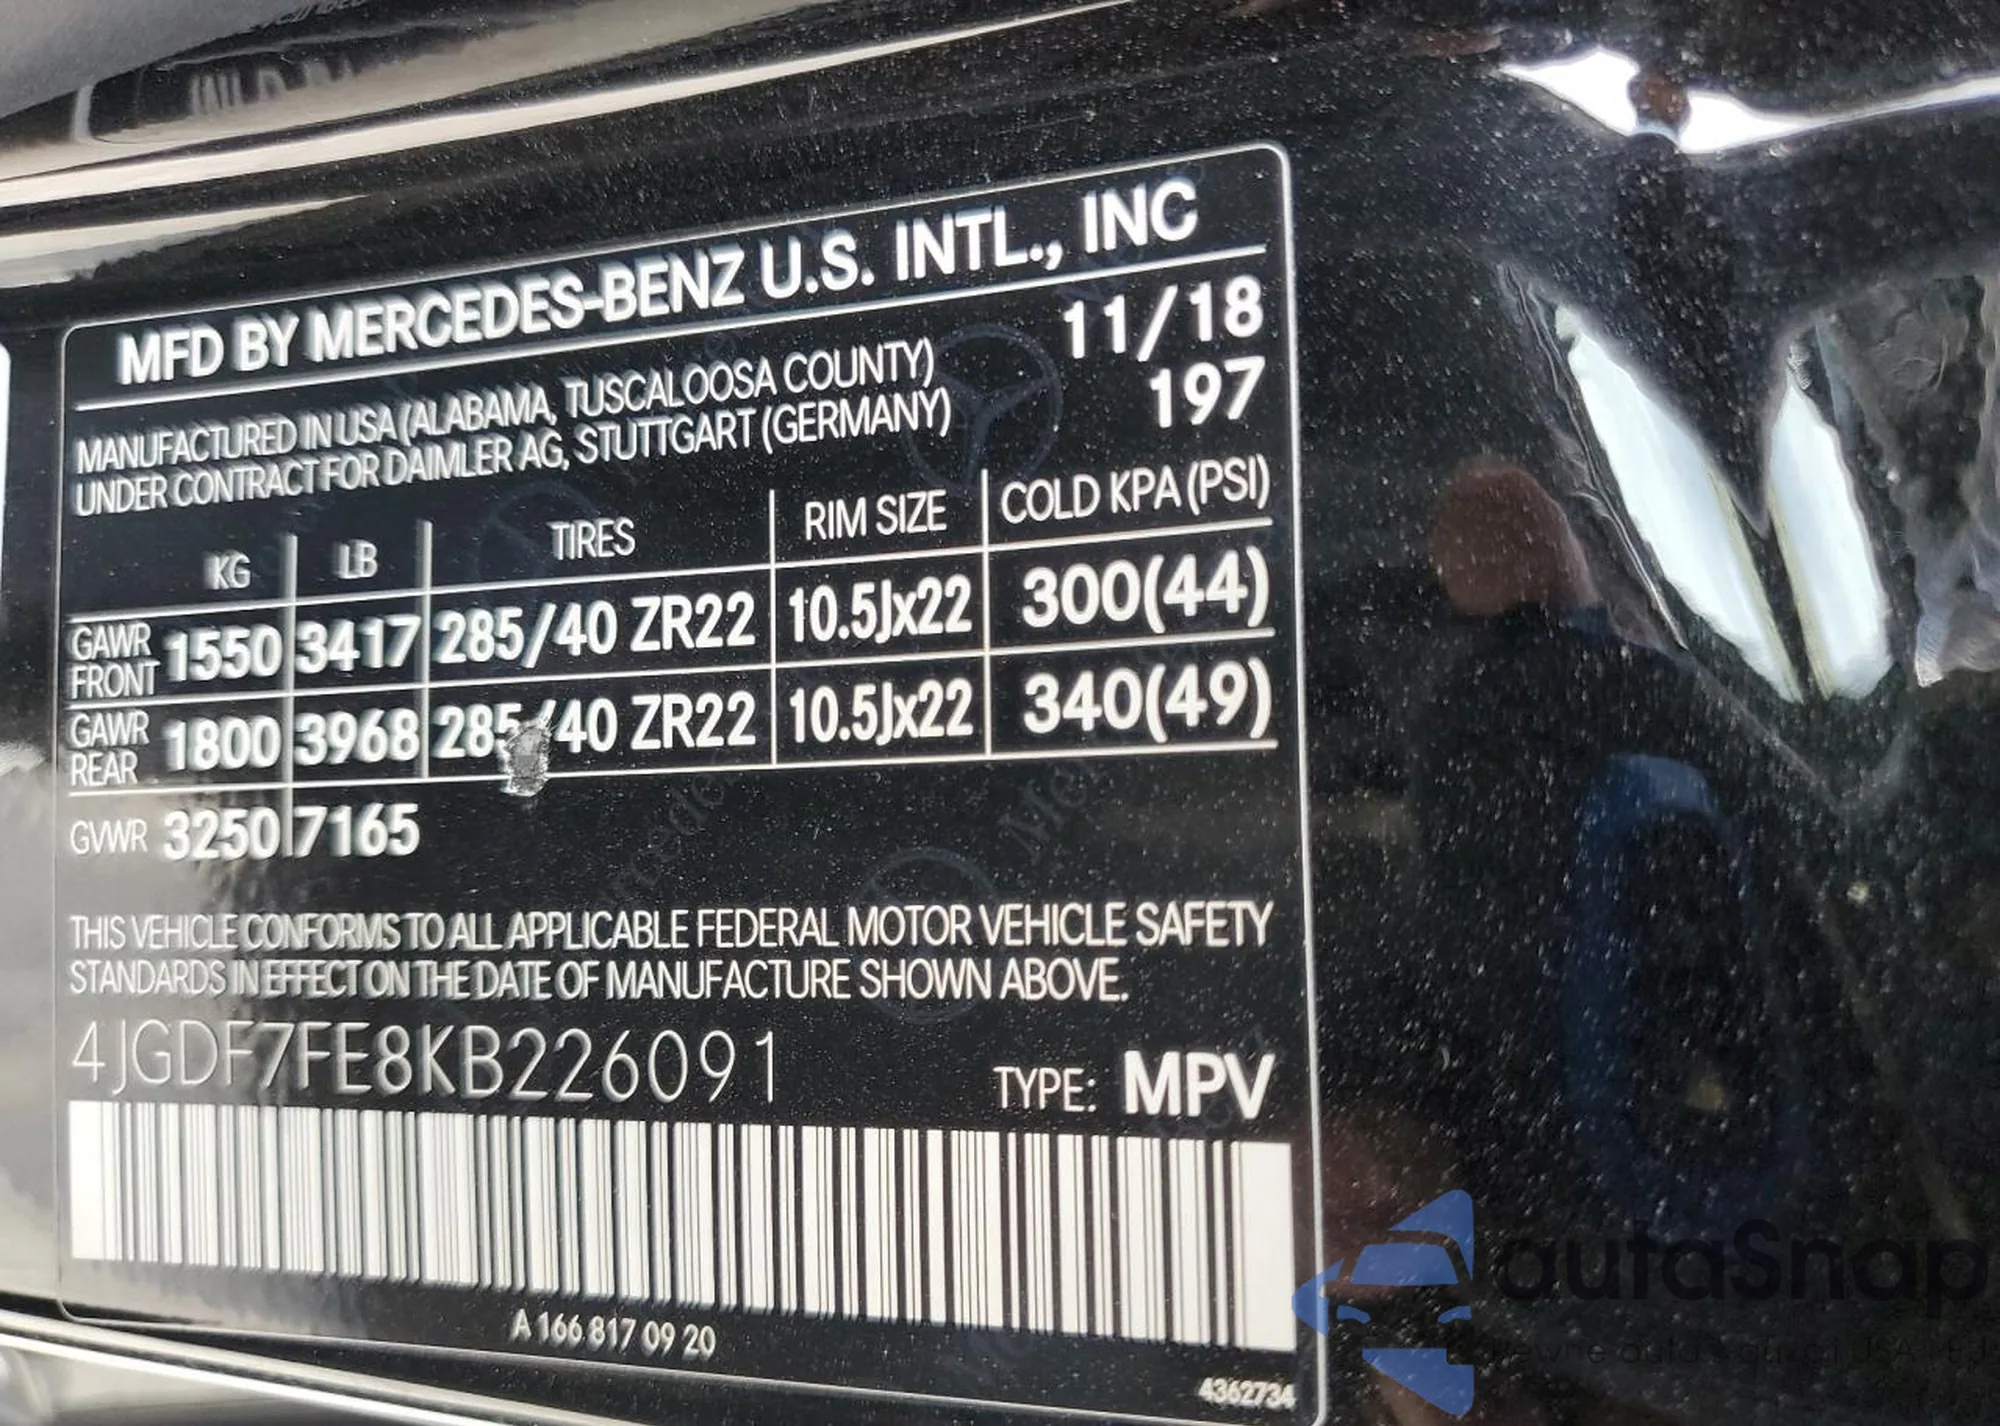 MFD BY MERCEDES-BENZ U.S. INTL., INC
MANUFACTURED IN USA (ALABAMA, TUSCALOOSA COUNTY) 11/18
UNDER CONTRACT FOR DAIMLER AG, STUTTGART (GERMANY) 197
KG LB TIRES RIM SIZE COLD KPA (PSI)
GAWR FRONT 1550 3417 285/40 ZR22 10.5Jx22 300(44)
GAWR REAR 1800 3968 285/40 ZR22 10.5Jx22 340(49)
GVWR 3250 7165
THIS VEHICLE CONFORMS TO ALL APPLICABLE FEDERAL MOTOR VEHICLE SAFETY
STANDARDS IN EFFECT ON THE DATE OF MANUFACTURE SHOWN ABOVE.
4JGDF7FE8KB226091 TYPE: MPV
A 166 817 09 20
4362734
autaSnap